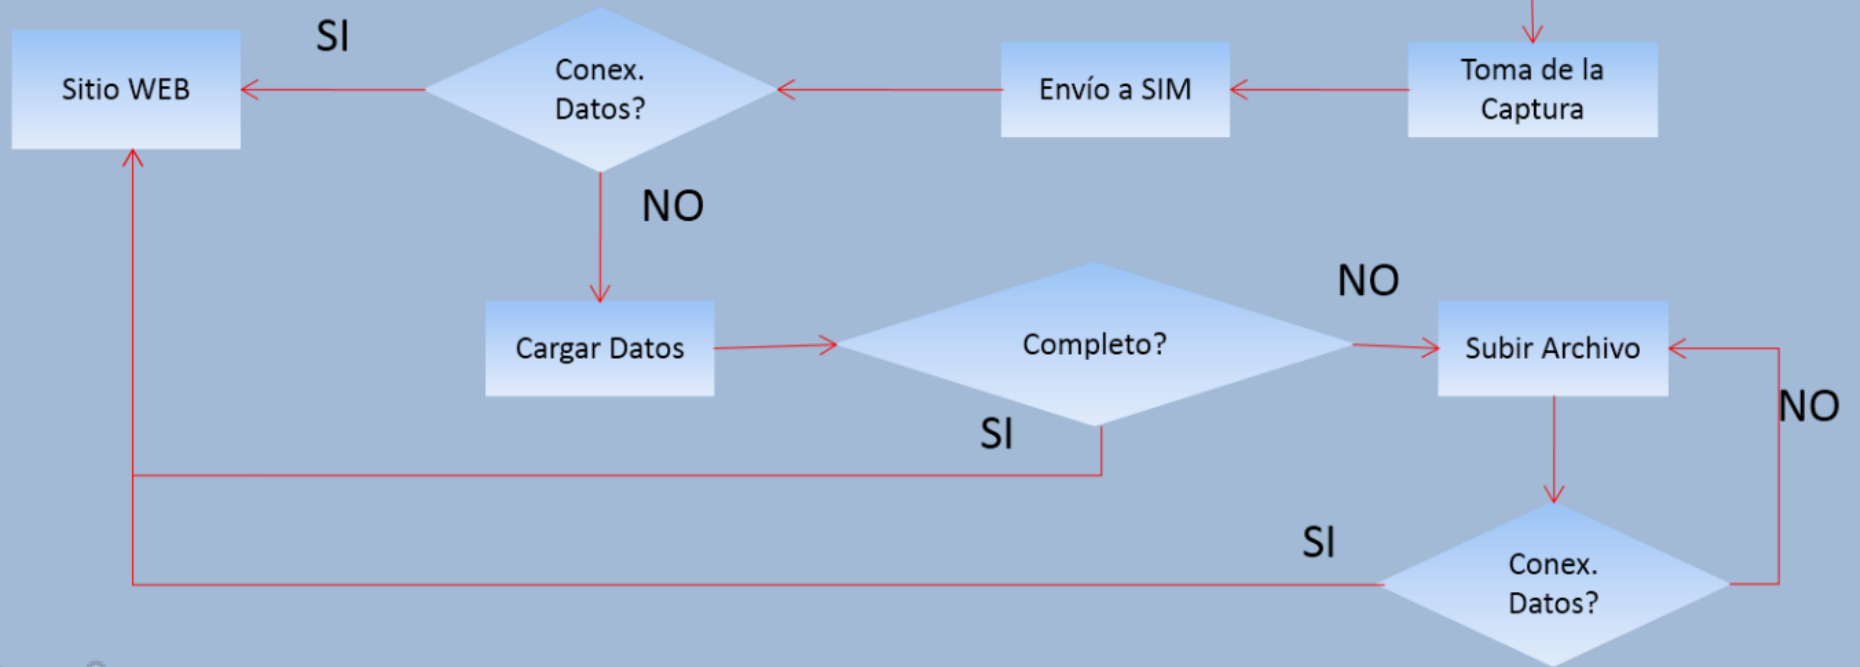 SI
Sitio WEB
Conex.
Datos?
Envío a SIM
Toma de la
Captura
NO
Cargar Datos
Completo?
NO
Subir Archivo
SI
NO
SI
Conex.
Datos?